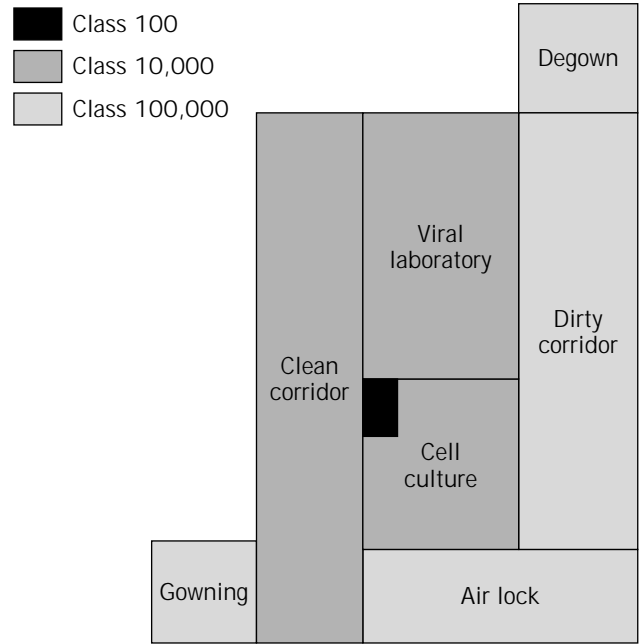 Class 100
Class 10,000
Class 100,000
Degown
Viral
laboratory
Dirty
corridor
Clean
corridor
Cell
culture
Gowning
Air lock